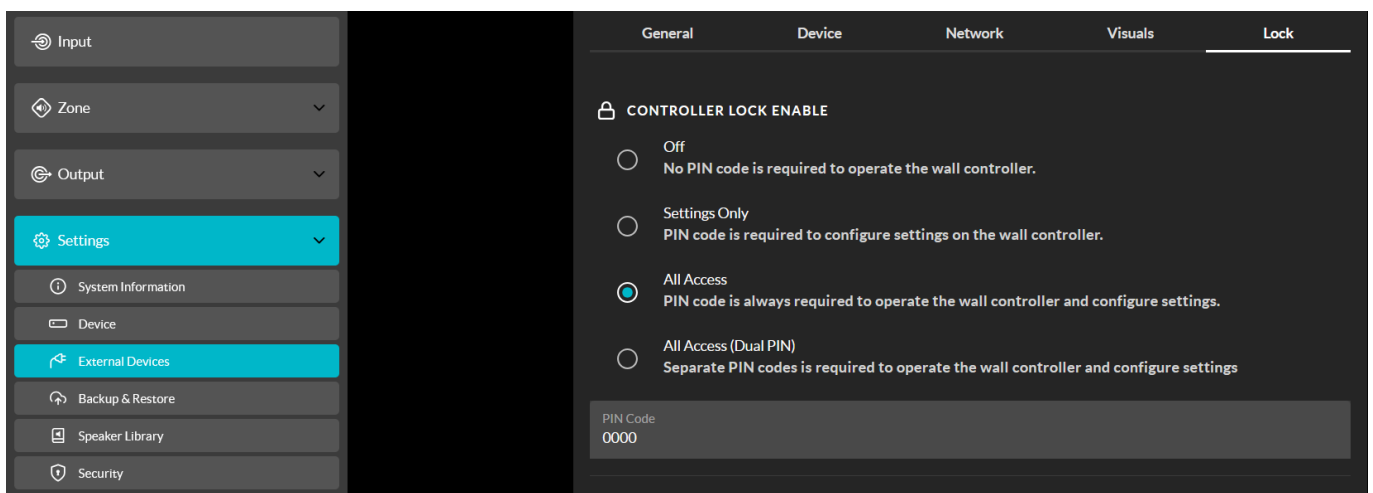 Input
Zone
Output
Settings
System Information
Device
External Devices
Backup & Restore
Speaker Library
Security
General Device Network Visuals Lock
CONTROLLER LOCK ENABLE
Off
No PIN code is required to operate the wall controller.
Settings Only
PIN code is required to configure settings on the wall controller.
All Access
PIN code is always required to operate the wall controller and configure settings.
All Access (Dual PIN)
Separate PIN codes is required to operate the wall controller and configure settings
PIN Code
0000